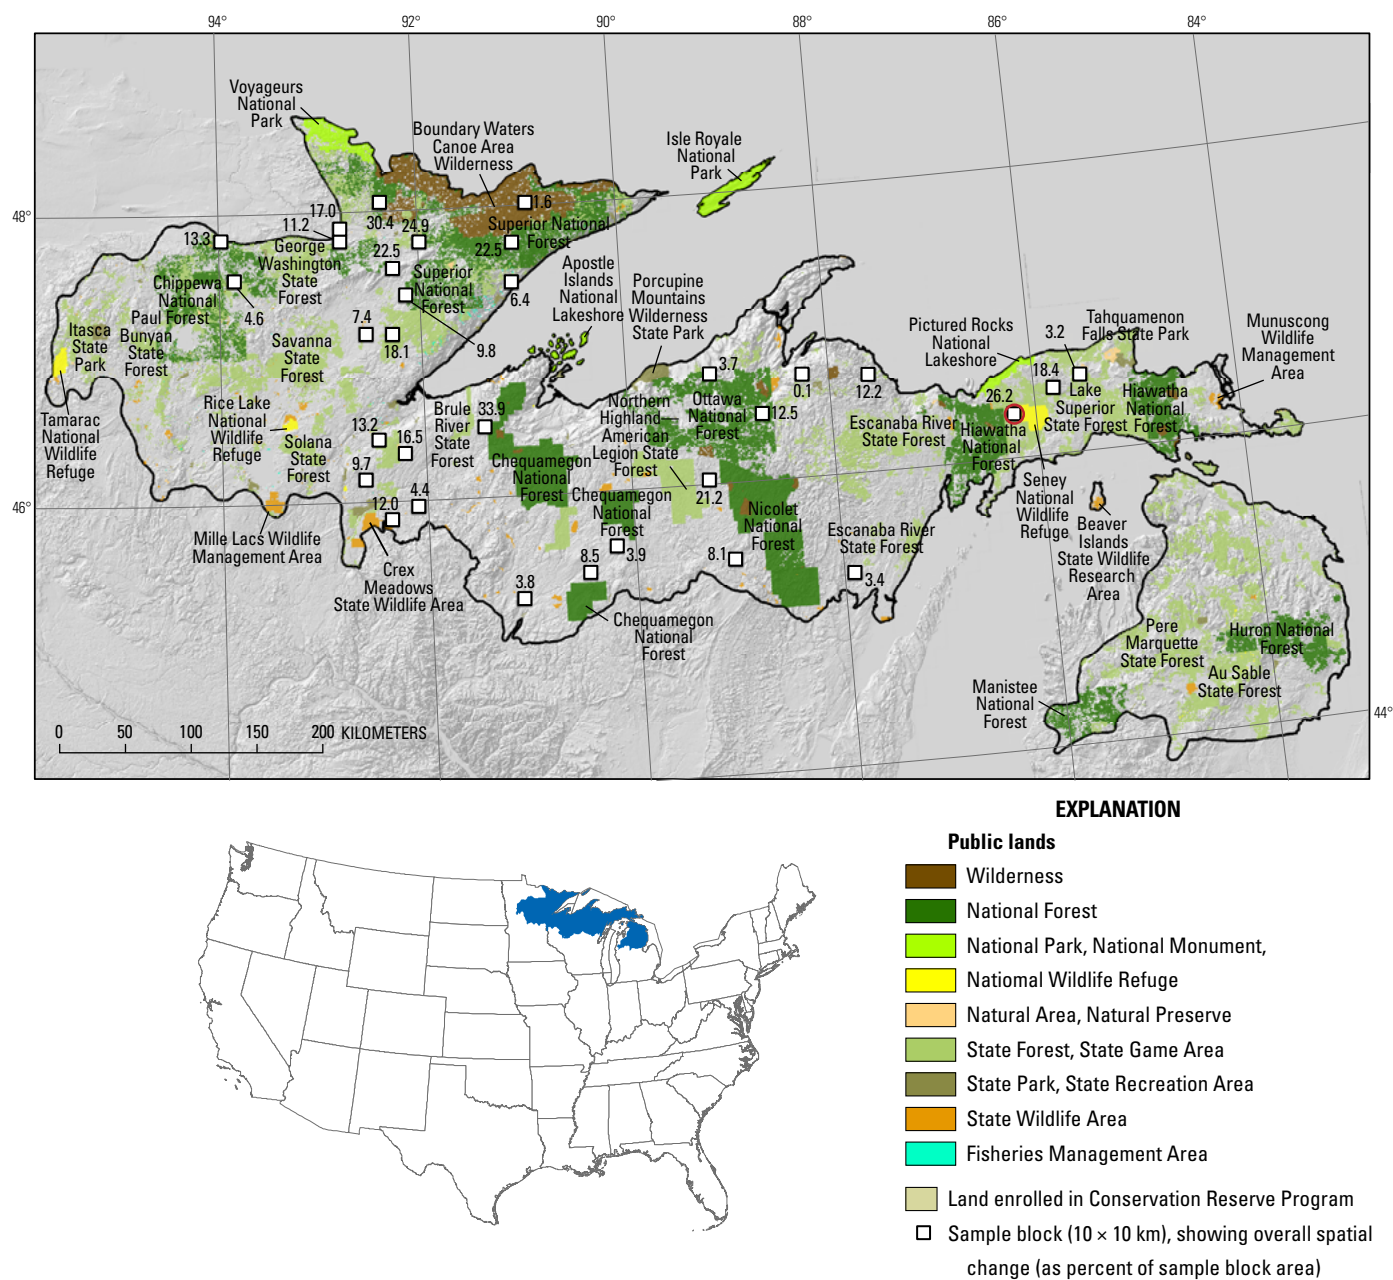 94°
92°
90°
88°
86°
84°
Voyageurs
National
Park
Boundary Waters
Canoe Area
Wilderness
Isle Royale
National
Park
48°
17.0
11.2
13.3
30.4
24.9
1.6
Superior National
Forest
22.5
22.5
George
Washington
State
Forest
Superior
National
Forest
Apostle
Islands
National
Lakeshore
Porcupine
Mountains
Wilderness
State Park
Chippewa
National
Forest
4.6
6.4
Paul
Bunyan
State
Forest
Itasca
State
Park
7.4
18.1
9.8
Savanna
State
Forest
Pictured Rocks
National
Lakeshore
3.2
Tahquamenon
Falls State Park
Munuscong
Wildlife
Management
Area
3.7
0.1
12.2
18.4
26.2
Lake
Superior
State Forest
Hiawatha
National
Forest
Tamarac
National
Wildlife
Refuge
Rice Lake
National
Wildlife
Refuge
Solana
State
Forest
13.2
16.5
9.7
Brule
River
State
Forest
33.9
Northern
Highland-
American
Legion State
Forest
Ottawa
National
Forest
12.5
Escanaba River
State Forest
Hiawatha
National
Forest
Chequamegon
National
Forest
Chequamegon
National
Forest
21.2
Nicolet
National
Forest
46°
12.0
4.4
Mille Lacs Wildlife
Management Area
Crex
Meadows
State Wildlife Area
3.8
8.5
3.9
8.1
Escanaba River
State Forest
3.4
Seney
National
Wildlife
Refuge
Beaver
Islands
State Wildlife
Research
Area
Chequamegon
National
Forest
Pere
Marquette
State Forest
Huron National
Forest
Au Sable
State Forest
Manistee
National
Forest
44°
0
50
100
150
200
KILOMETERS
EXPLANATION
Public lands
Wilderness
National Forest
National Park, National Monument,
Natiomal Wildlife Refuge
Natural Area, Natural Preserve
State Forest, State Game Area
State Park, State Recreation Area
State Wildlife Area
Fisheries Management Area
Land enrolled in Conservation Reserve Program
Sample block (10 × 10 km), showing overall spatial
change (as percent of sample block area)